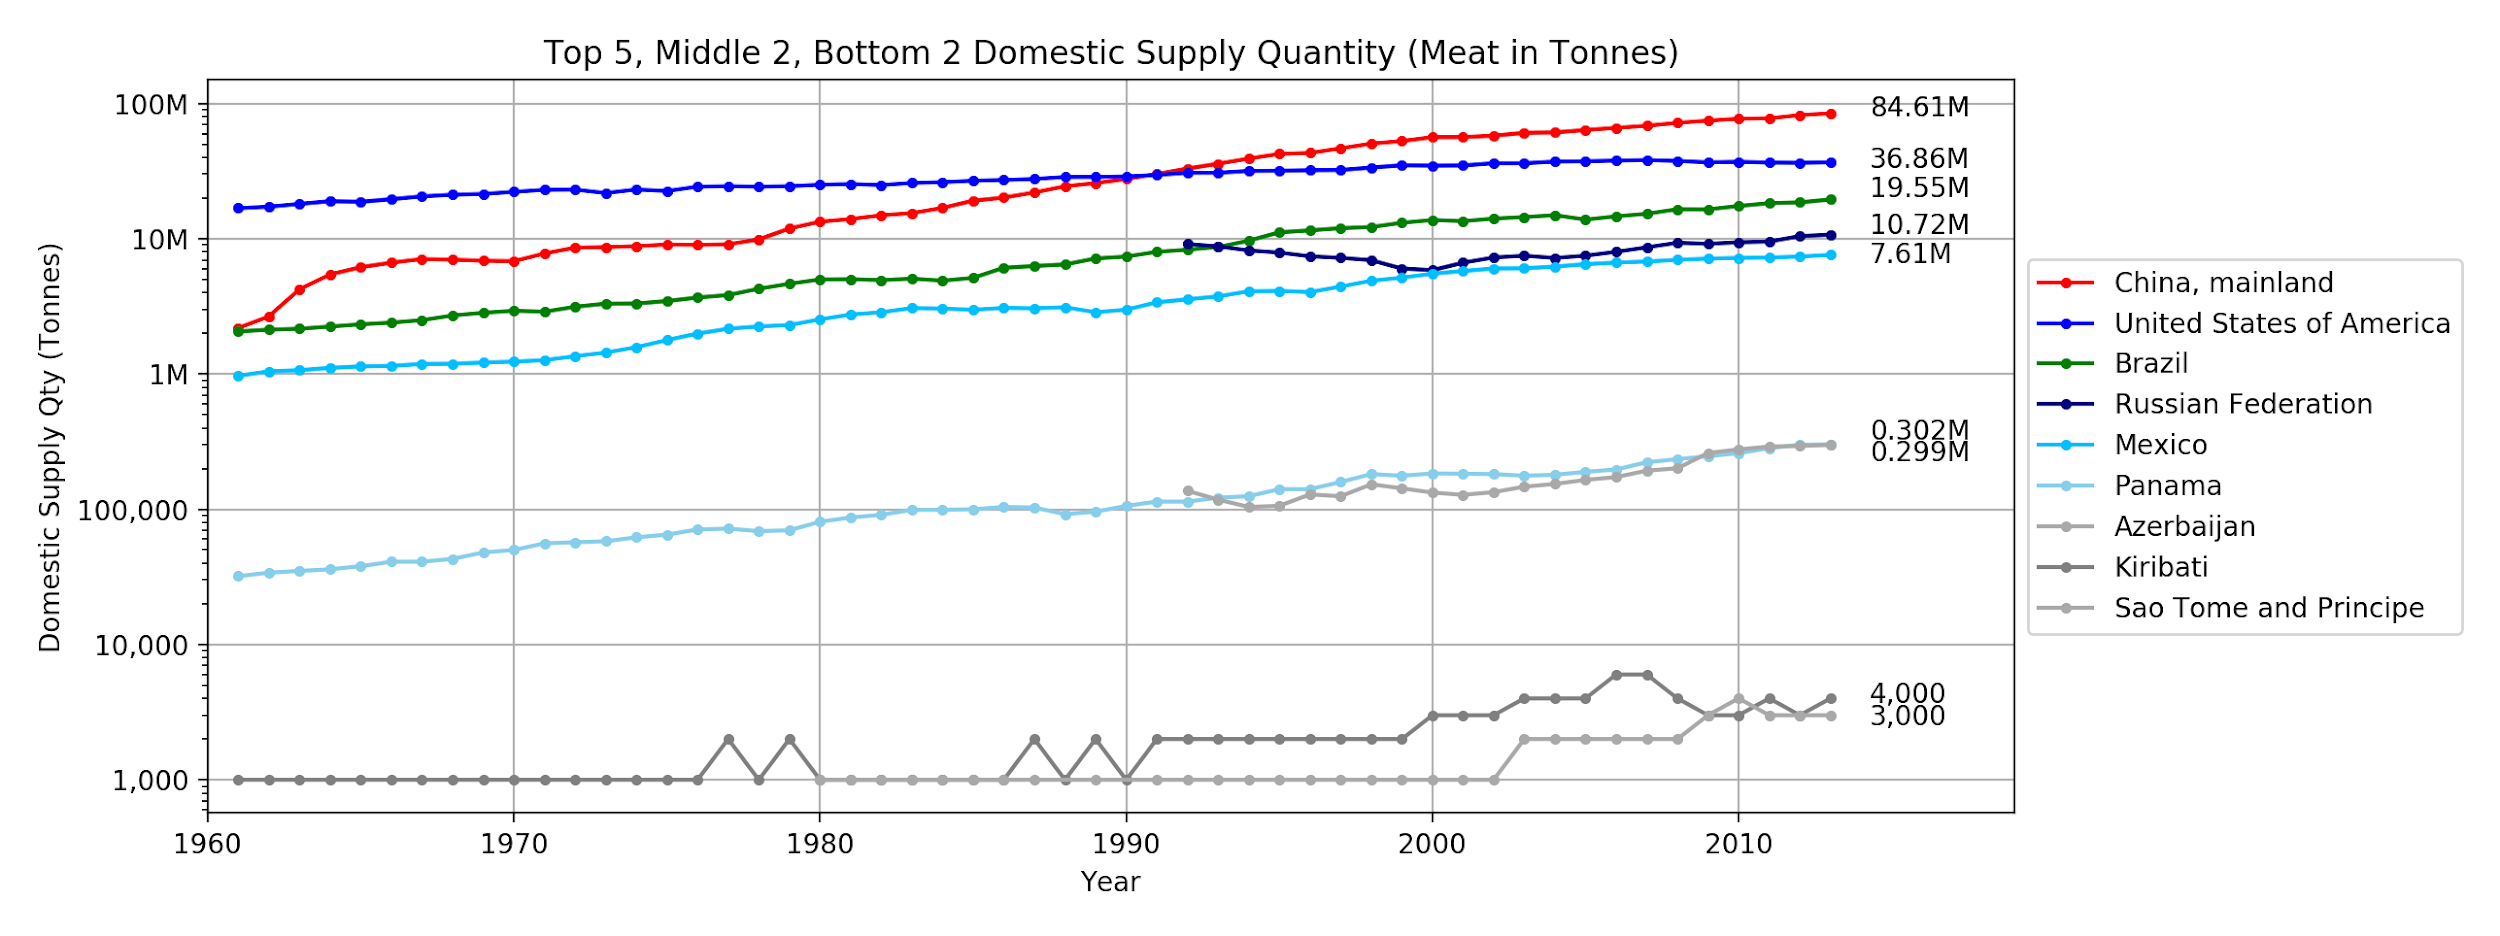 Top 5, Middle 2, Bottom 2 Domestic Supply Quantity (Meat in Tonnes)
Domestic Supply Qty (Tonnes)
100M
10M
1M
100,000
10,000
1,000
84.61M
36.86M
19.55M
10.72M
7.61M
0.302M
0.299M
4,000
3,000
China, mainland
United States of America
Brazil
Russian Federation
Mexico
Panama
Azerbaijan
Kiribati
Sao Tome and Principe
1960 1970 1980 1990 2000 2010
Year